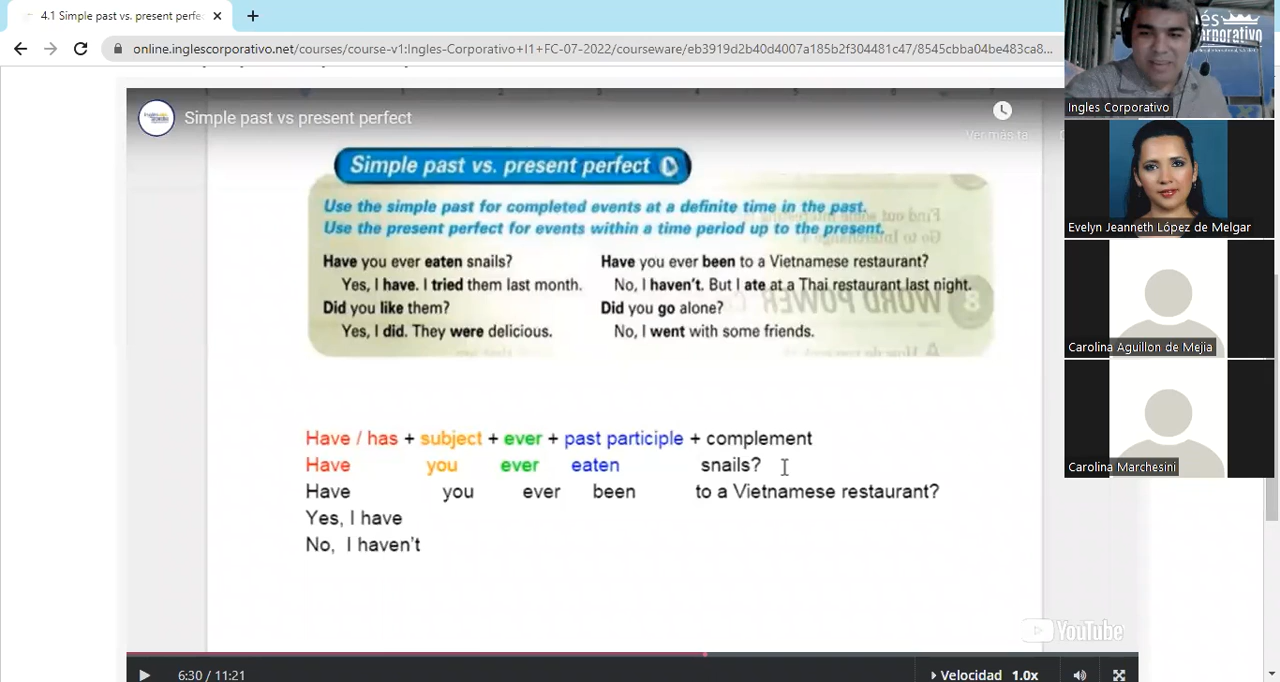 4.1 Simple past vs. present perfe
online.inglescorporativo.net/courses/course-v1:Ingles-Corporativo+I1+FC-07-2022/courseware/eb3919d2b40d4007a185b2f304481c47/8545cbba04be483ca8...
Ingles Corporativo
Evelyn Jeanneth López de Melgar
Carolina Aguillon de Mejia
Carolina Marchesini
Simple past vs present perfect
Ver más ta
Simple past vs. present perfect
Use the simple past for completed events at a definite time in the past.
Use the present perfect for events within a time period up to the present.
Have you ever eaten snails?
Yes, I have. I tried them last month.
Did you like them?
Yes, I did. They were delicious.
Have you ever been to a Vietnamese restaurant?
No, I haven't. But I ate at a Thai restaurant last night.
Did you go alone?
No, I went with some friends.
WORD POWER
8
Have / has + subject + ever + past participle + complement
Have you ever eaten snails?
Have you ever been to a Vietnamese restaurant?
Yes, I have
No, I haven't
YouTube
6:30 / 11:21
Velocidad 1.0x